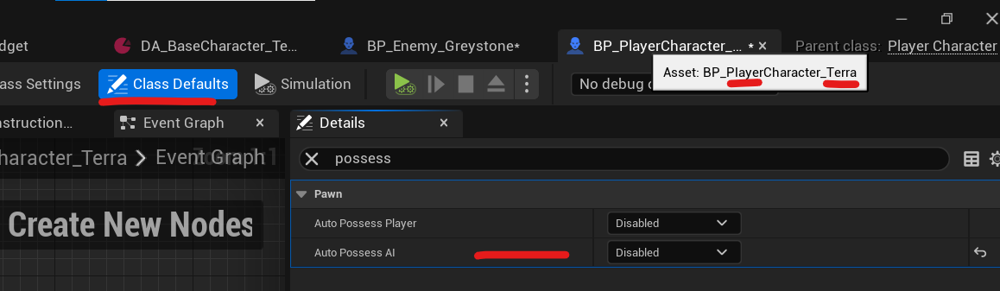 dget
DA_BaseCharacter_Te...
BP_Enemy_Greystone*
BP_PlayerCharacter_... *
Parent class: Player Character
Asset: BP_PlayerCharacter_Terra
ass Settings
Class Defaults
Simulation
No debug o
nstruction...
Event Graph
Details
haracter_Terra > Event Graph
possess
Pawn
Create New Nodes
Auto Possess Player
Disabled
Auto Possess AI
Disabled